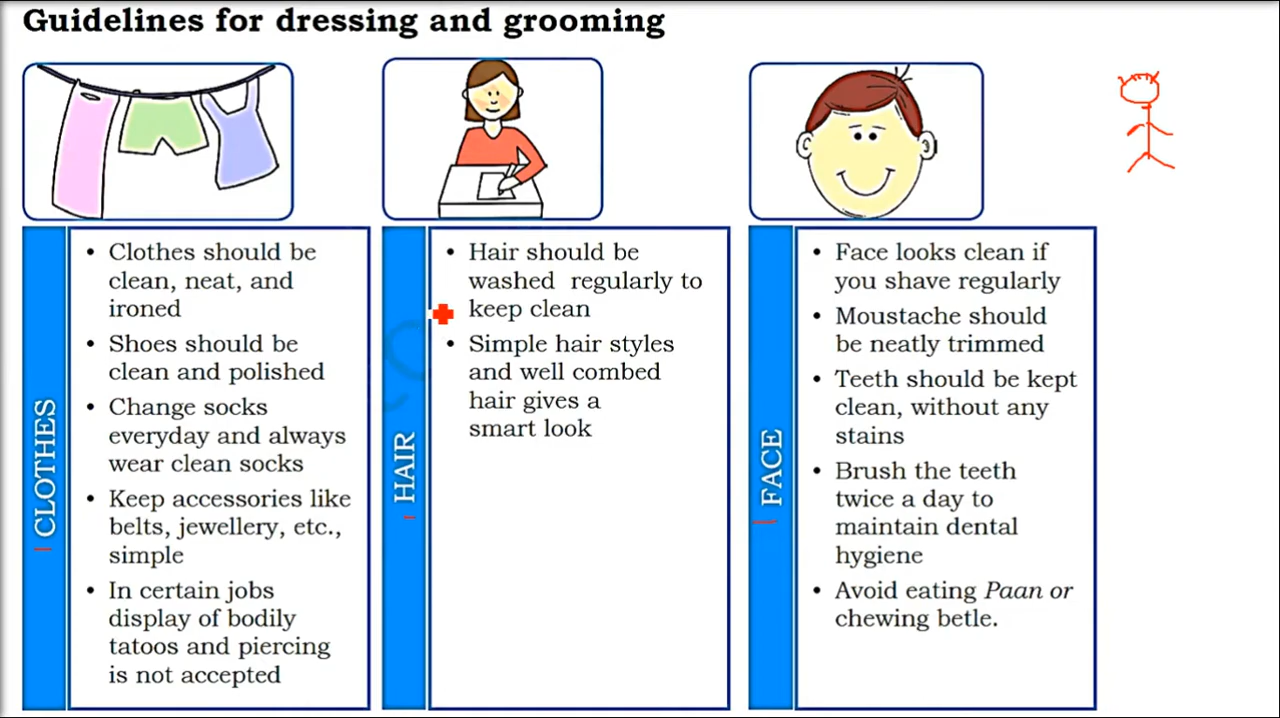 Guidelines for dressing and grooming
CLOTHES
• Clothes should be
clean, neat, and
ironed
• Shoes should be
clean and polished
• Change socks
everyday and always
wear clean socks
• Keep accessories like
belts, jewellery, etc.,
simple
• In certain jobs
display of bodily
tatoos and piercing
is not accepted
HAIR
• Hair should be
washed regularly to
keep clean
• Simple hair styles
and well combed
hair gives a
smart look
FACE
• Face looks clean if
you shave regularly
• Moustache should
be neatly trimmed
• Teeth should be kept
clean, without any
stains
• Brush the teeth
twice a day to
maintain dental
hygiene
• Avoid eating Paan or
chewing betle.